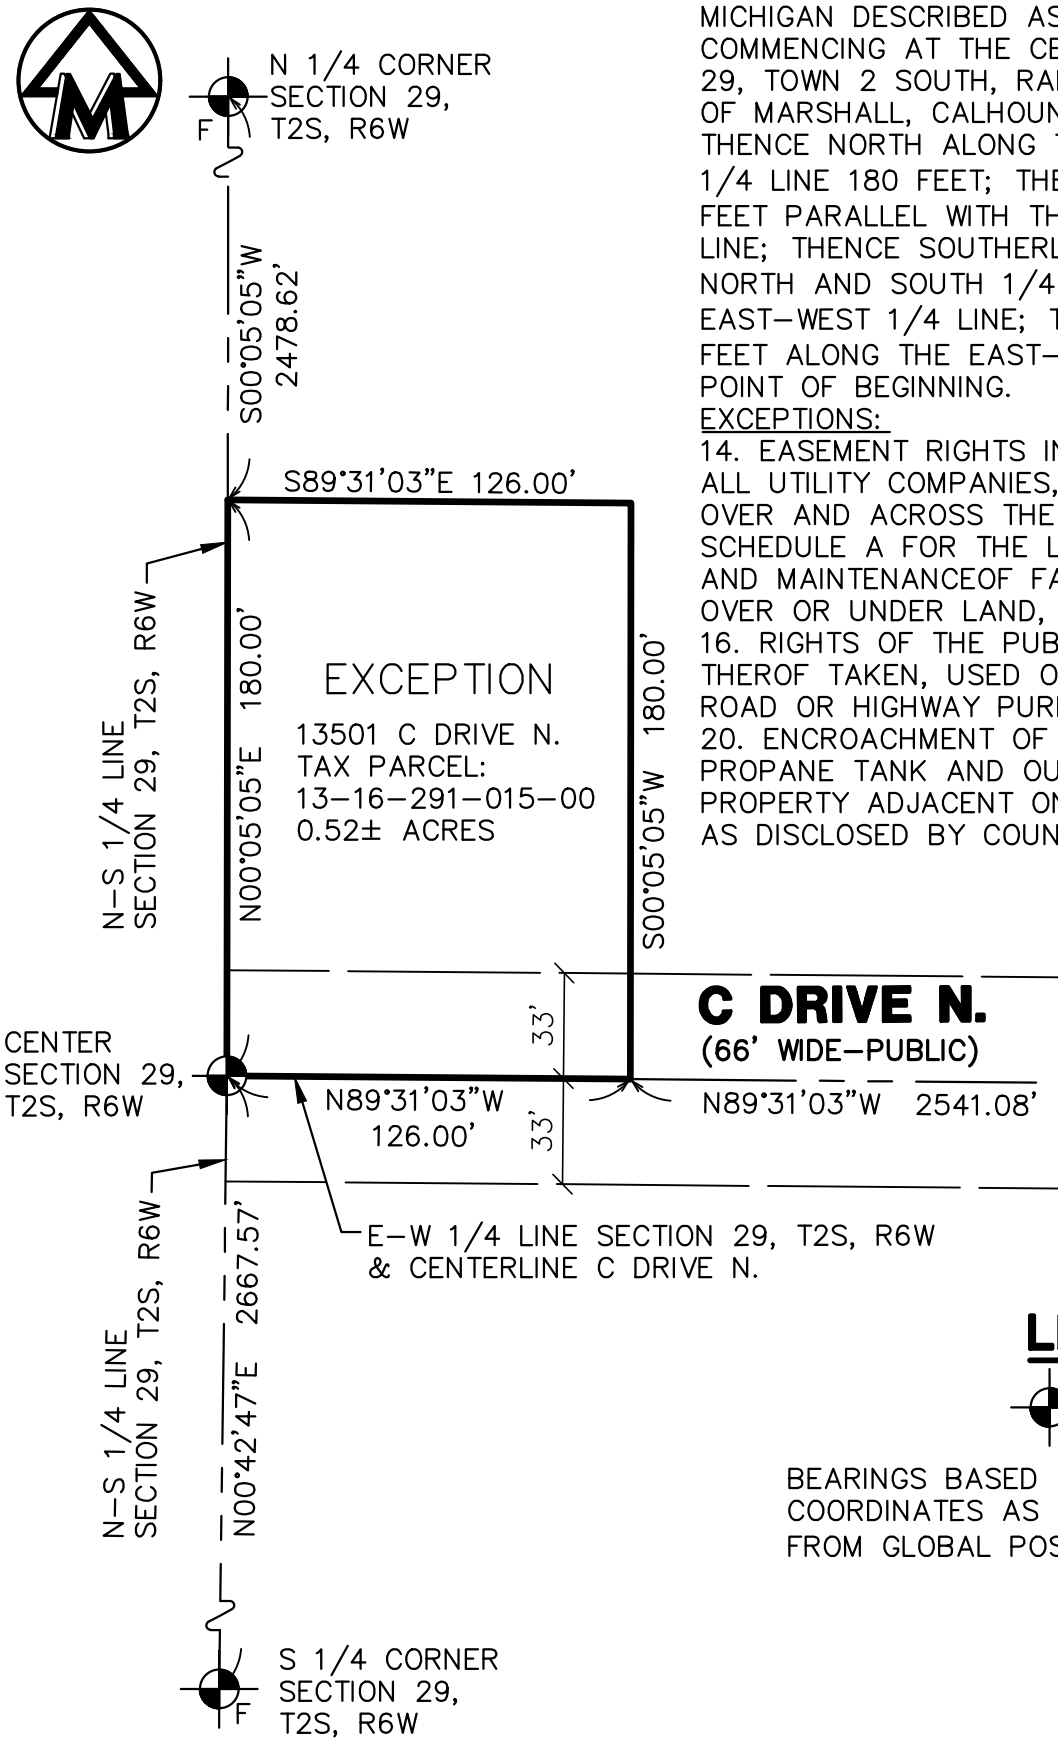 M
N 1/4 CORNER
SECTION 29,
T2S, R6W
F
S00°05'05"W
2478.62'
S89°31'03"E 126.00'
N-S 1/4 LINE
SECTION 29, T2S, R6W
N00°05'05"E 180.00'
EXCEPTION
13501 C DRIVE N.
TAX PARCEL:
13-16-291-015-00
0.52± ACRES
S00°05'05"W 180.00'
33'
C DRIVE N.
(66' WIDE-PUBLIC)
CENTER
SECTION 29,
T2S, R6W
N89°31'03"W
126.00'
33'
N89°31'03"W 2541.08'
E-W 1/4 LINE SECTION 29, T2S, R6W
& CENTERLINE C DRIVE N.
N-S 1/4 LINE
SECTION 29, T2S, R6W
N00°42'47"E 2667.57'
S 1/4 CORNER
SECTION 29,
T2S, R6W
F
MICHIGAN DESCRIBED AS
COMMENCING AT THE CE
29, TOWN 2 SOUTH, RA
OF MARSHALL, CALHOUN
THENCE NORTH ALONG T
1/4 LINE 180 FEET; THE
FEET PARALLEL WITH TH
LINE; THENCE SOUTHERL
NORTH AND SOUTH 1/4
EAST-WEST 1/4 LINE; T
FEET ALONG THE EAST-
POINT OF BEGINNING.
EXCEPTIONS:
14. EASEMENT RIGHTS IN
ALL UTILITY COMPANIES,
OVER AND ACROSS THE
SCHEDULE A FOR THE L
AND MAINTENANCEOF FA
OVER OR UNDER LAND,
16. RIGHTS OF THE PUB
THEROF TAKEN, USED O
ROAD OR HIGHWAY PUR
20. ENCROACHMENT OF
PROPANE TANK AND OU
PROPERTY ADJACENT ON
AS DISCLOSED BY COUN
BEARINGS BASED
COORDINATES AS
FROM GLOBAL POS